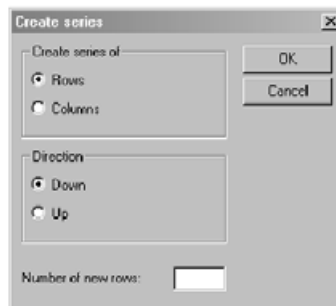 Create series
Create series of
Rows
Columns
OK
Cancel
Direction
Down
Up
Number of new rows: